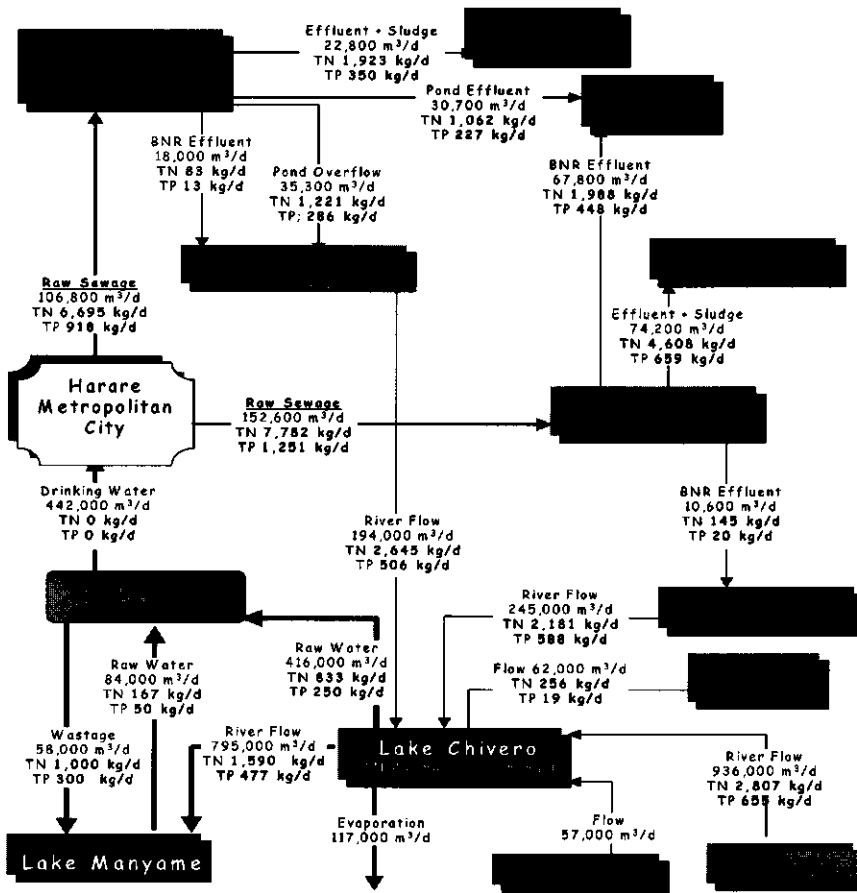 Effluent + Sludge
22,800 m³/d
TN 1,923 kg/d
TP 350 kg/d
Pond Effluent
30,700 m³/d
TN 1,062 kg/d
TP 227 kg/d
BNR Effluent
18,000 m³/d
TN 83 kg/d
TP 13 kg/d
Pond Overflow
35,300 m³/d
TN 1,221 kg/d
TP; 286 kg/d
BNR Effluent
67,800 m³/d
TN 1,988 kg/d
TP 448 kg/d
Raw Sewage
106,800 m³/d
TN 6,695 kg/d
TP 918 kg/d
Effluent + Sludge
74,200 m³/d
TN 4,608 kg/d
TP 659 kg/d
Harare
Metropolitan
City
Raw Sewage
152,600 m³/d
TN 7,782 kg/d
TP 1,251 kg/d
Drinking Water
442,000 m³/d
TN 0 kg/d
TP 0 kg/d
River Flow
194,000 m³/d
TN 2,645 kg/d
TP 506 kg/d
BNR Effluent
10,600 m³/d
TN 145 kg/d
TP 20 kg/d
River Flow
245,000 m³/d
TN 2,181 kg/d
TP 588 kg/d
Raw Water
416,000 m³/d
TN 833 kg/d
TP 250 kg/d
Raw Water
84,000 m³/d
TN 167 kg/d
TP 50 kg/d
Flow 62,000 m³/d
TN 256 kg/d
TP 19 kg/d
Wastage
58,000 m³/d
TN 1,000 kg/d
TP 300 kg/d
River Flow
795,000 m³/d
TN 1,590 kg/d
TP 477 kg/d
Lake Chivero
River Flow
936,000 m³/d
TN 2,807 kg/d
TP 655 kg/d
Evaporation
117,000 m³/d
Flow
57,000 m³/d
Lake Manyame